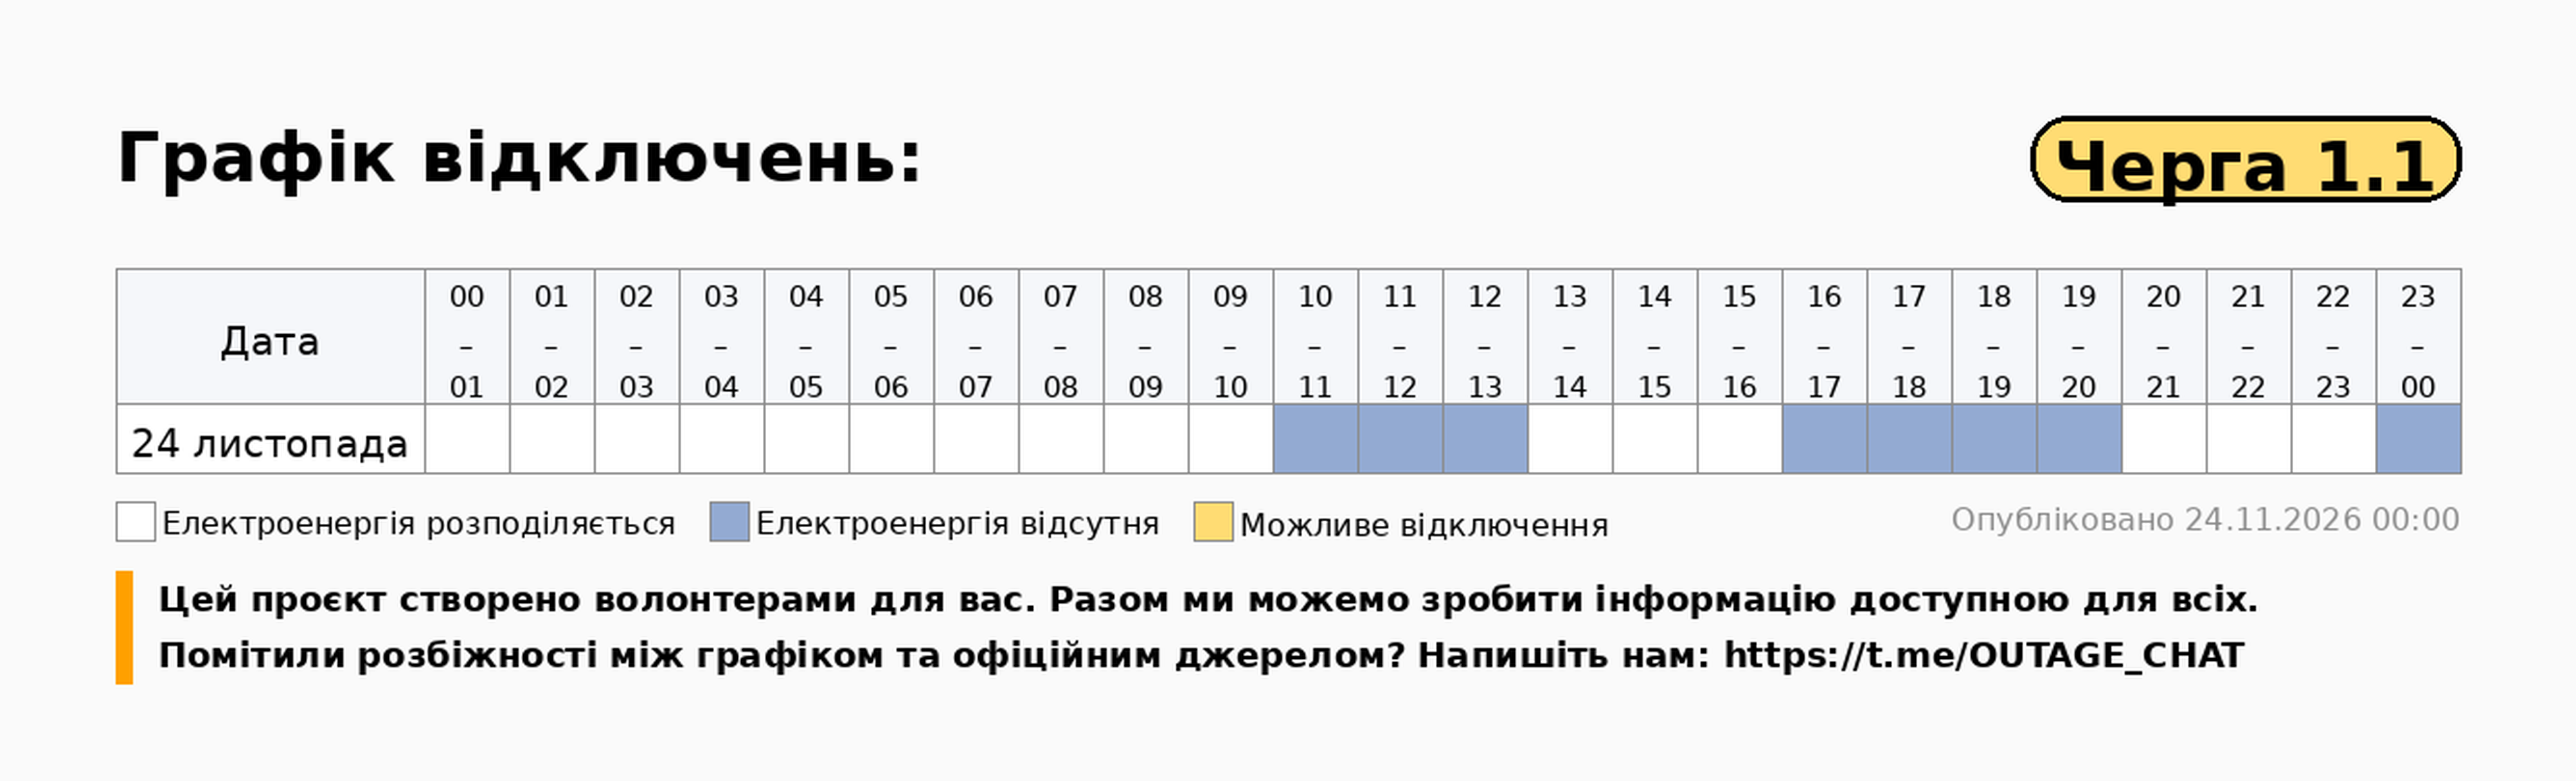 Графік відключень:
Черга 1.1
Дата 00 – 01 01 – 02 02 – 03 03 – 04 04 – 05 05 – 06 06 – 07 07 – 08 08 – 09 09 – 10 10 – 11 11 – 12 12 – 13 13 – 14 14 – 15 15 – 16 16 – 17 17 – 18 18 – 19 19 – 20 20 – 21 21 – 22 22 – 23 23 – 00
24 листопада
Електроенергія розподіляється Електроенергія відсутня Можливе відключення
Опубліковано 24.11.2026 00:00
Цей проєкт створено волонтерами для вас. Разом ми можемо зробити інформацію доступною для всіх.
Помітили розбіжності між графіком та офіційним джерелом? Напишіть нам: https://t.me/OUTAGE_CHAT